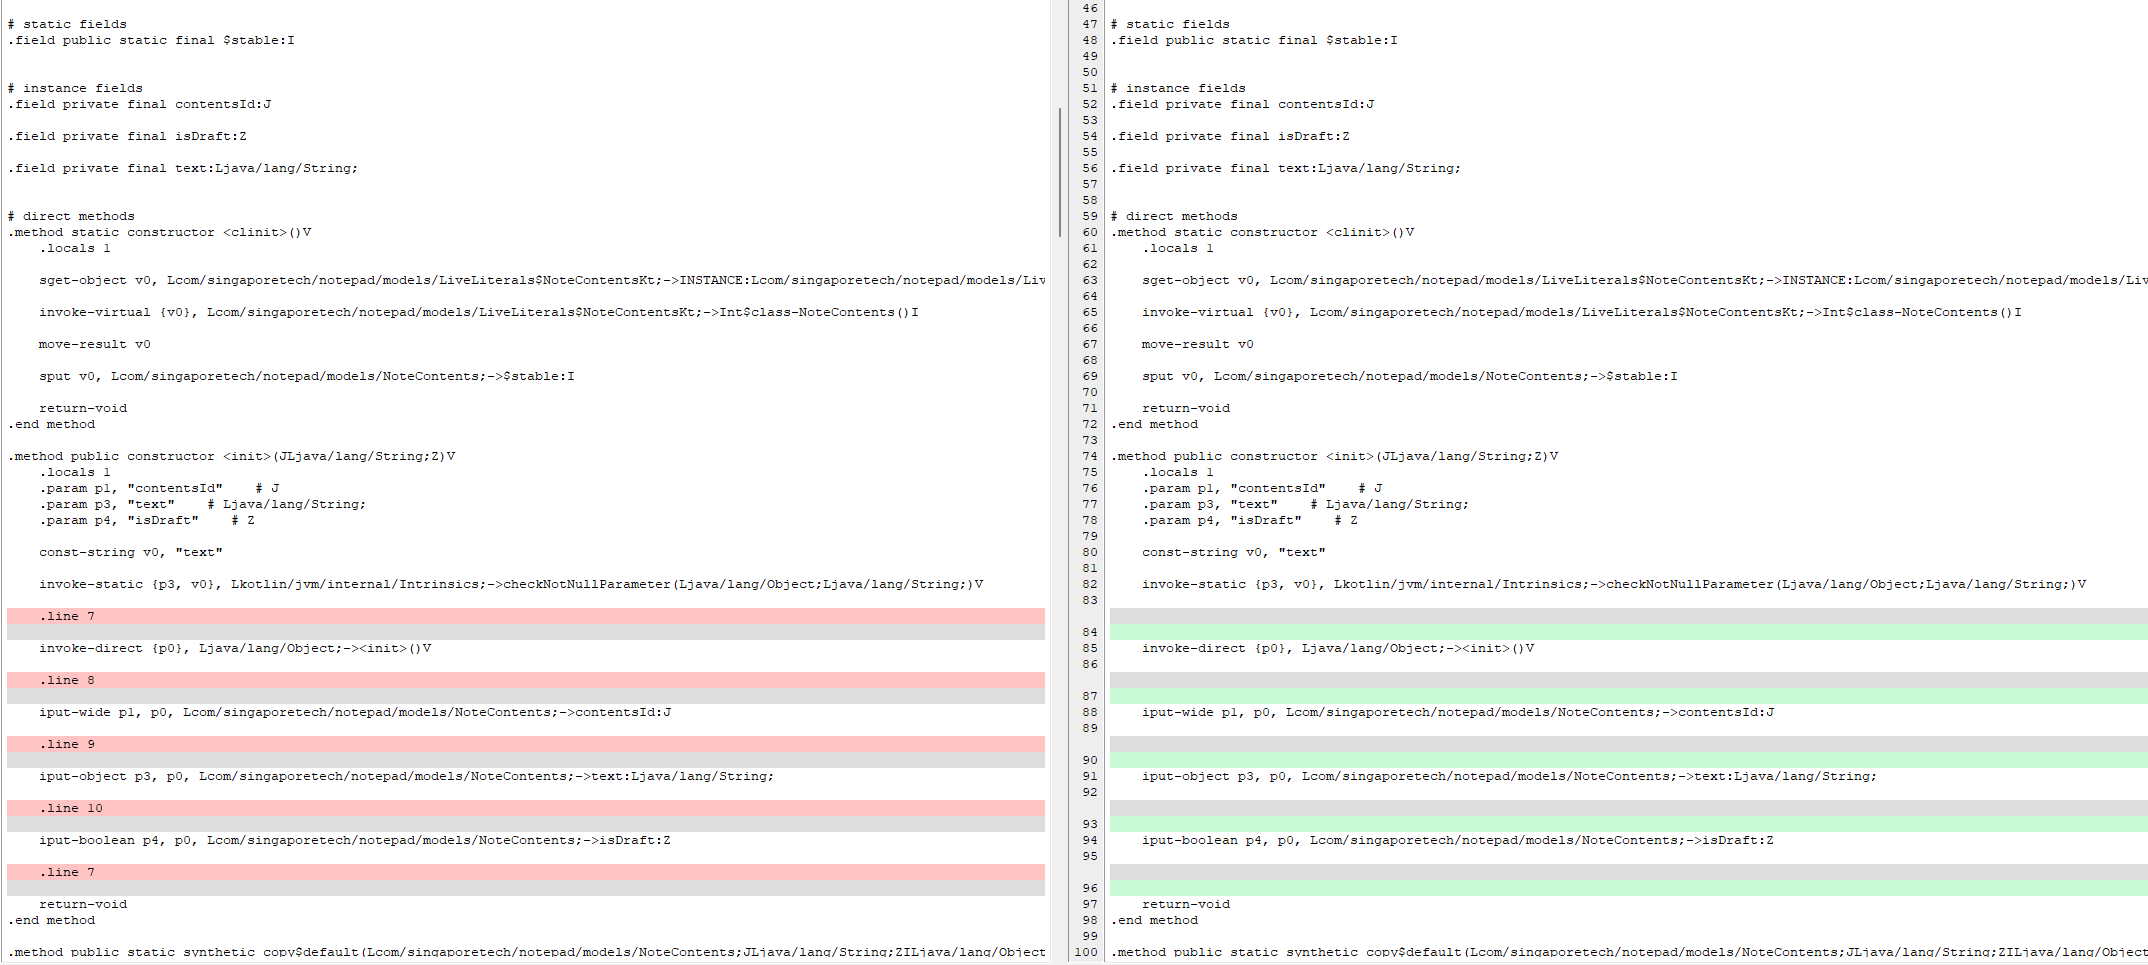 # static fields
.field public static final $stable:I
# instance fields
.field private final contentsId:J
.field private final isDraft:Z
.field private final text:Ljava/lang/String;
# direct methods
.method static constructor <clinit>()V
.locals 1
sget-object v0, Lcom/singaporetech/notepad/models/LiveLiterals$NoteContentsKt;->INSTANCE:Lcom/singaporetech/notepad/models/Liv
invoke-virtual {v0}, Lcom/singaporetech/notepad/models/LiveLiterals$NoteContentsKt;->Int$class-NoteContents()I
move-result v0
sput v0, Lcom/singaporetech/notepad/models/NoteContents;->$stable:I
return-void
.end method
.method public constructor <init>(JLjava/lang/String;Z)V
.locals 1
.param p1, "contentsId"    # J
.param p3, "text"    # Ljava/lang/String;
.param p4, "isDraft"    # Z
const-string v0, "text"
invoke-static {p3, v0}, Lkotlin/jvm/internal/Intrinsics;->checkNotNullParameter(Ljava/lang/Object;Ljava/lang/String;)V
.line 7
invoke-direct {p0}, Ljava/lang/Object;-><init>()V
.line 8
iput-wide p1, p0, Lcom/singaporetech/notepad/models/NoteContents;->contentsId:J
.line 9
iput-object p3, p0, Lcom/singaporetech/notepad/models/NoteContents;->text:Ljava/lang/String;
.line 10
iput-boolean p4, p0, Lcom/singaporetech/notepad/models/NoteContents;->isDraft:Z
.line 7
return-void
.end method
.method public static synthetic copy$default(Lcom/singaporetech/notepad/models/NoteContents;JLjava/lang/String;ZILjava/lang/Object
46
47 # static fields
48 .field public static final $stable:I
49
50
51 # instance fields
52 .field private final contentsId:J
53
54 .field private final isDraft:Z
55
56 .field private final text:Ljava/lang/String;
57
58
59 # direct methods
60 .method static constructor <clinit>()V
61 .locals 1
62
63 sget-object v0, Lcom/singaporetech/notepad/models/LiveLiterals$NoteContentsKt;->INSTANCE:Lcom/singaporetech/notepad/models/Liv
64
65 invoke-virtual {v0}, Lcom/singaporetech/notepad/models/LiveLiterals$NoteContentsKt;->Int$class-NoteContents()I
66
67 move-result v0
68
69 sput v0, Lcom/singaporetech/notepad/models/NoteContents;->$stable:I
70
71 return-void
72 .end method
73
74 .method public constructor <init>(JLjava/lang/String;Z)V
75 .locals 1
76 .param p1, "contentsId"    # J
77 .param p3, "text"    # Ljava/lang/String;
78 .param p4, "isDraft"    # Z
79
80 const-string v0, "text"
81
82 invoke-static {p3, v0}, Lkotlin/jvm/internal/Intrinsics;->checkNotNullParameter(Ljava/lang/Object;Ljava/lang/String;)V
83
84
85 invoke-direct {p0}, Ljava/lang/Object;-><init>()V
86
87
88 iput-wide p1, p0, Lcom/singaporetech/notepad/models/NoteContents;->contentsId:J
89
90
91 iput-object p3, p0, Lcom/singaporetech/notepad/models/NoteContents;->text:Ljava/lang/String;
92
93
94 iput-boolean p4, p0, Lcom/singaporetech/notepad/models/NoteContents;->isDraft:Z
95
96
97 return-void
98 .end method
99
100 .method public static synthetic copy$default(Lcom/singaporetech/notepad/models/NoteContents;JLjava/lang/String;ZILjava/lang/Object